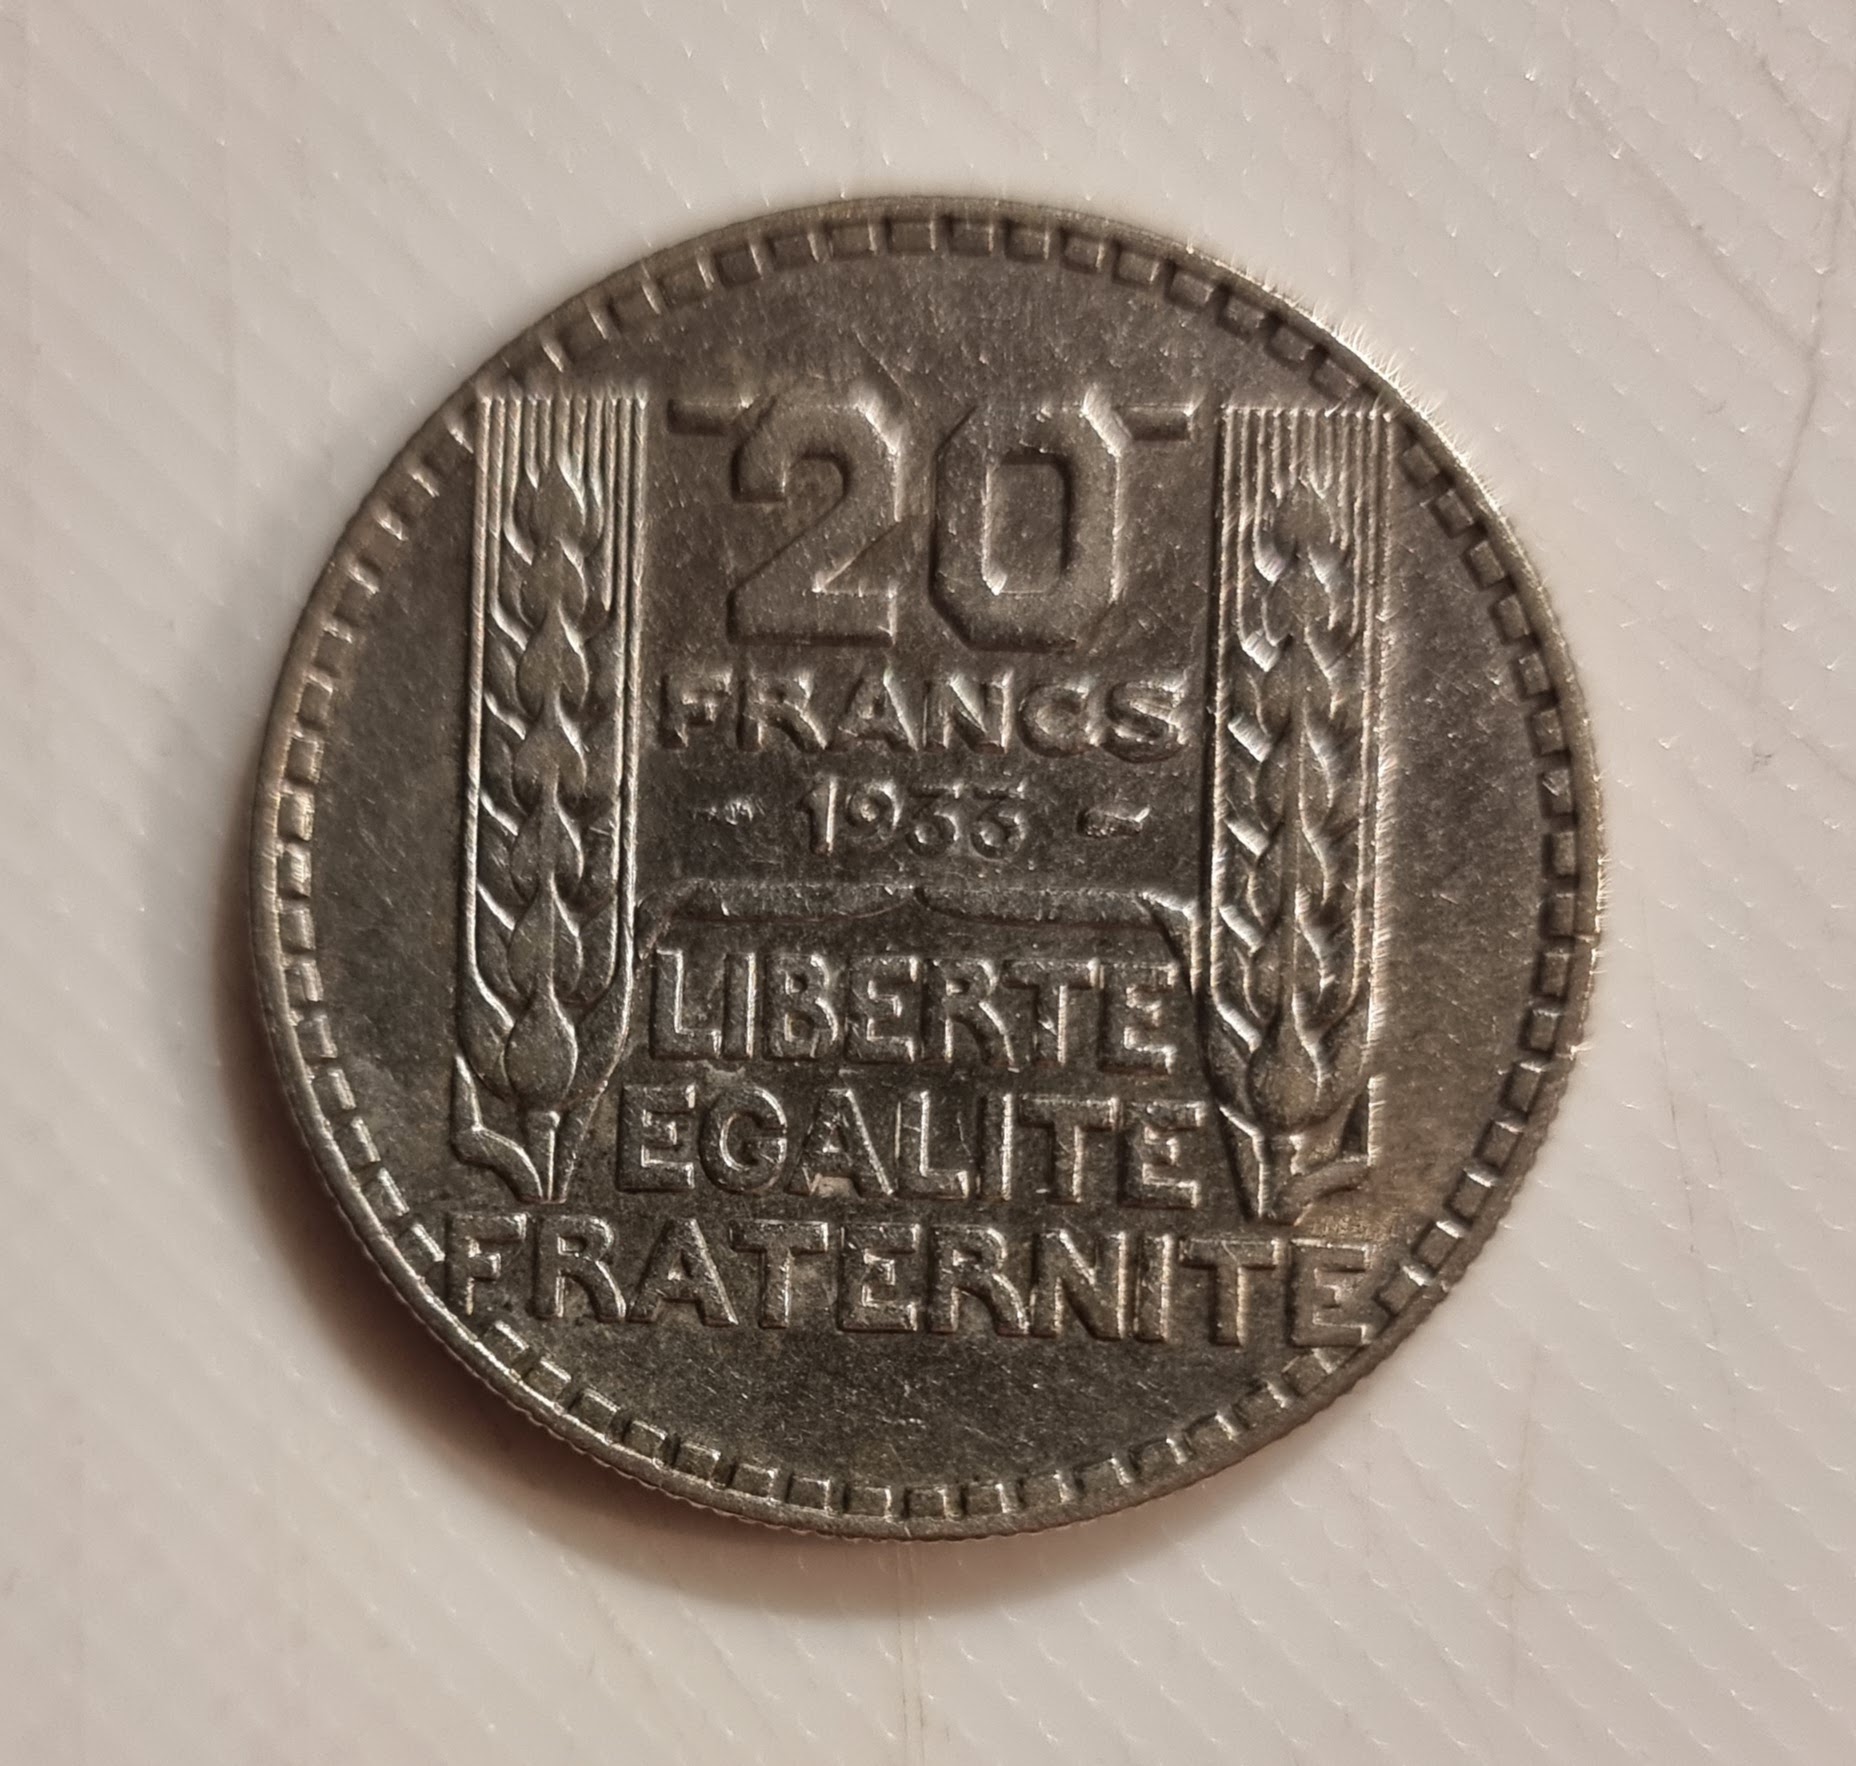 20
FRANCS
- 1933 -
LIBERTE
EGALITE
FRATERNITE